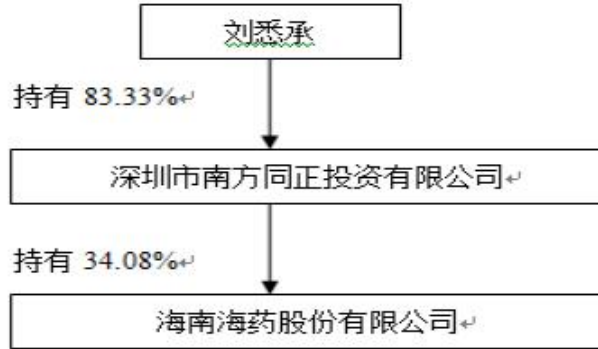 刘悉承
持有 83.33%
深圳市南方同正投资有限公司
持有 34.08%
海南海药股份有限公司